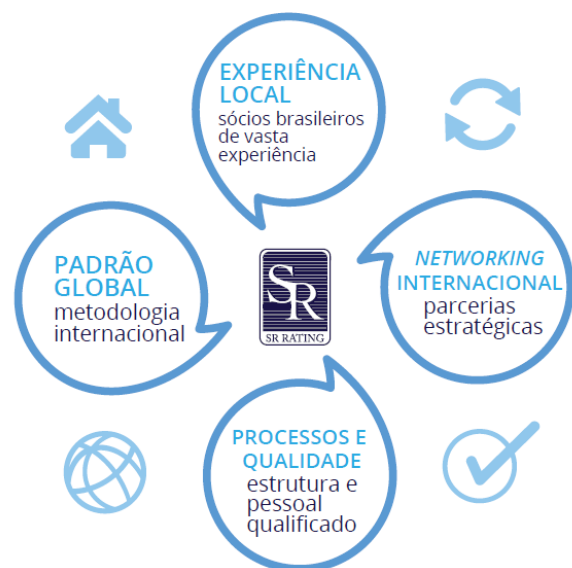 EXPERIÊNCIA
LOCAL
sócios brasileiros
de vasta
experiência
PADRÃO
GLOBAL
metodologia
internacional
SR
SR RATING
NETWORKING
INTERNACIONAL
parcerias
estratégicas
PROCESSOS E
QUALIDADE
estrutura e
pessoal
qualificado